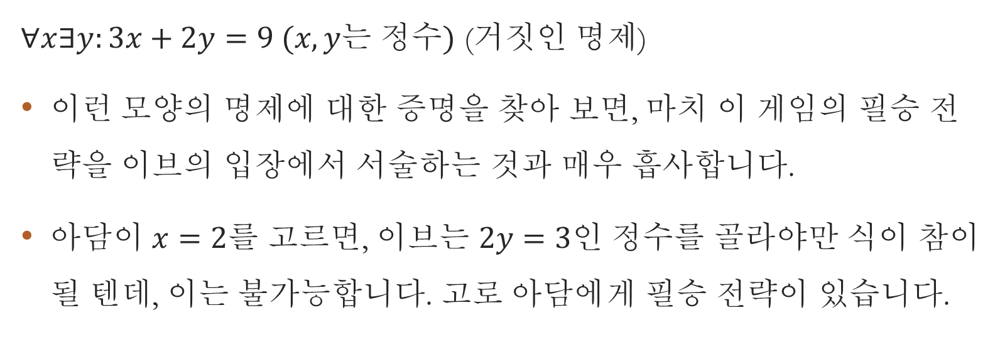 ∀x∃y: 3x + 2y = 9 (x, y는 정수) (거짓인 명제)
• 이런 모양의 명제에 대한 증명을 찾아 보면, 마치 이 게임의 필승 전
략을 이브의 입장에서 서술하는 것과 매우 흡사합니다.
• 아담이 x = 2를 고르면, 이브는 2y = 3인 정수를 골라야만 식이 참이
될 텐데, 이는 불가능합니다. 고로 아담에게 필승 전략이 있습니다.